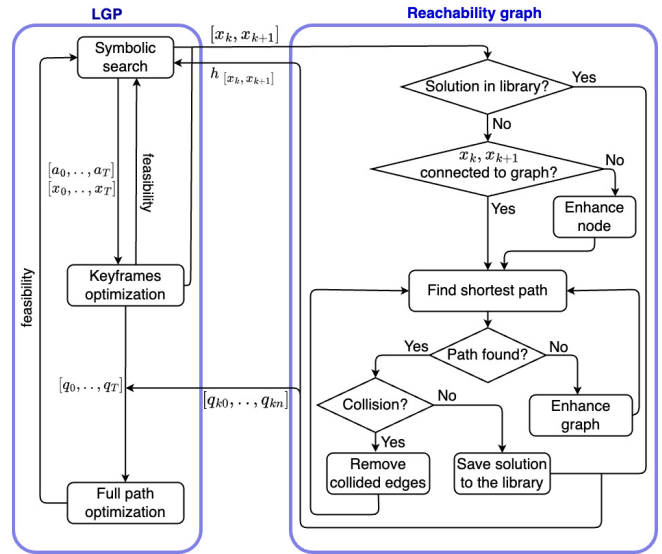 LGP
Reachability graph
Symbolic
search
[x_k, x_{k+1}]
h_{[x_k, x_{k+1}]}
Solution in library?
Yes
No
[a_0, . . , a_T]
[x_0, . . , x_T]
feasibility
x_k, x_{k+1}
connected to graph?
No
Yes
Enhance
node
Keyframes
optimization
feasibility
Find shortest path
Path found?
Yes
No
[q_0, . . , q_T]
[q_{k0}, . . , q_{kn}]
Collision?
No
Yes
Enhance
graph
Remove
collided edges
Save solution
to the library
Full path
optimization